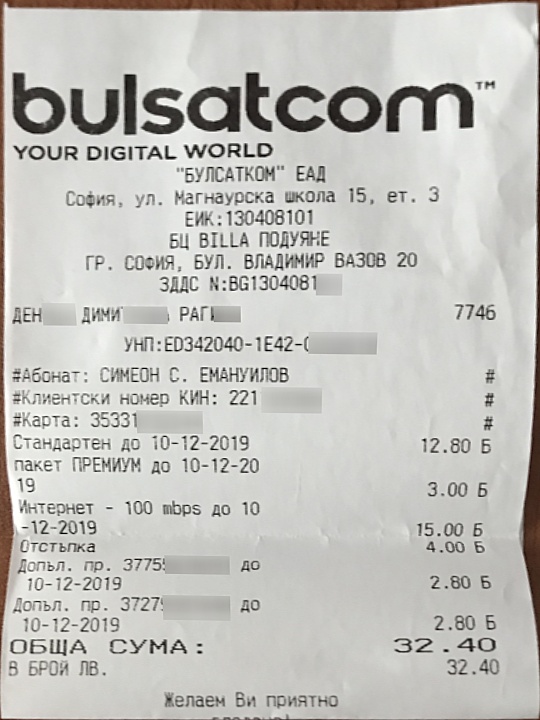 bulsatcom™
YOUR DIGITAL WORLD
"БУЛСАТКОМ" ЕАД
София, ул. Магнаурска школа 15, ет. 3
ЕИК:130408101
БЦ BILLA ПОДУЯНЕ
ГР. СОФИЯ, БУЛ. ВЛАДИМИР ВАЗОВ 20
ЗДДС N:BG1304081
ДЕН ДИМИ РАГ 7746
УНП:ED342040-1E42-
#Абонат: СИМЕОН С. ЕМАНУИЛОВ #
#Клиентски номер КИН: 221 #
#Карта: 35331 #
Стандартен до 10-12-2019 12.80 Б
пакет ПРЕМИУМ до 10-12-20
19 3.00 Б
Интернет - 100 mbps до 10
-12-2019 15.00 Б
Отстъпка 4.00 Б
Допъл. пр. 3775 до
10-12-2019 2.80 Б
Допъл. пр. 3727 до
10-12-2019 2.80 Б
ОБЩА СУМА: 32.40
В БРОЙ ЛВ. 32.40
Желаем Ви приятно